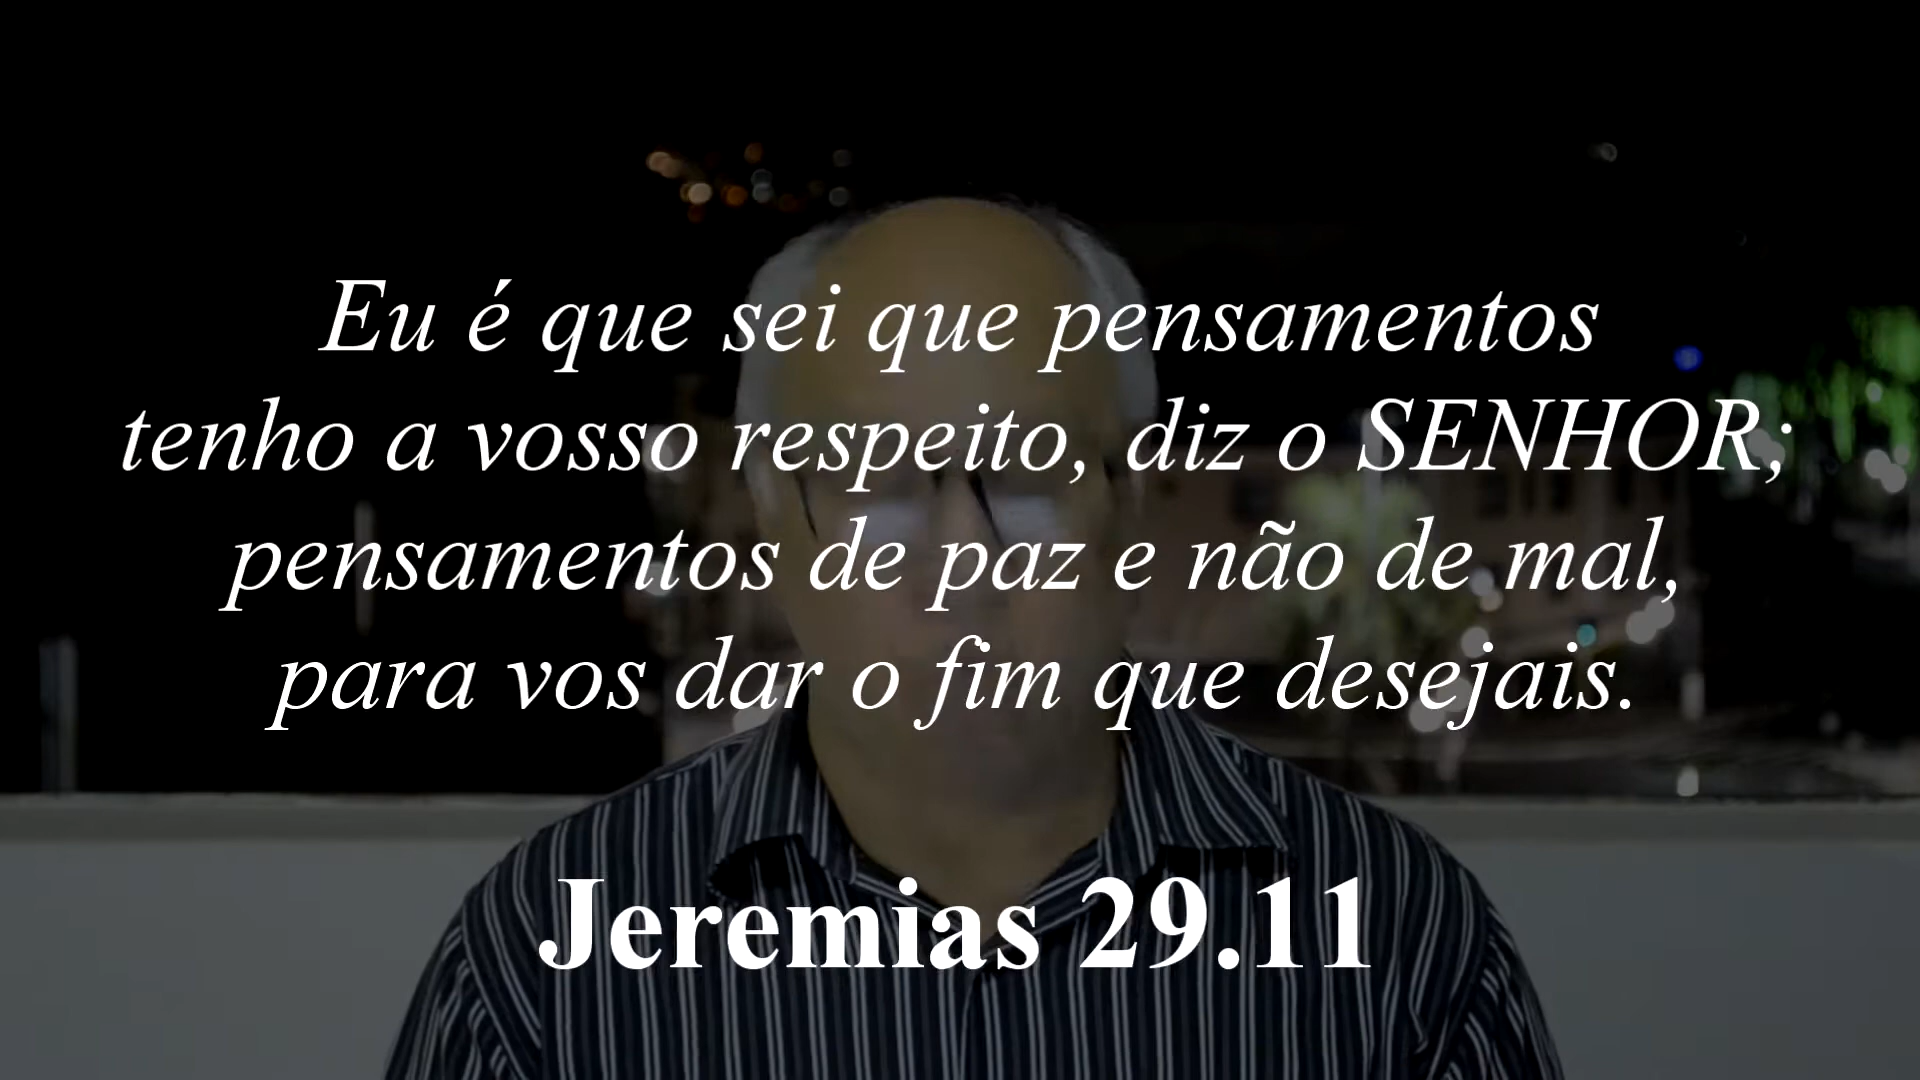 Eu é que sei que pensamentos
tenho a vosso respeito, diz o SENHOR;
pensamentos de paz e não de mal,
para vos dar o fim que desejais.
Jeremias 29.11